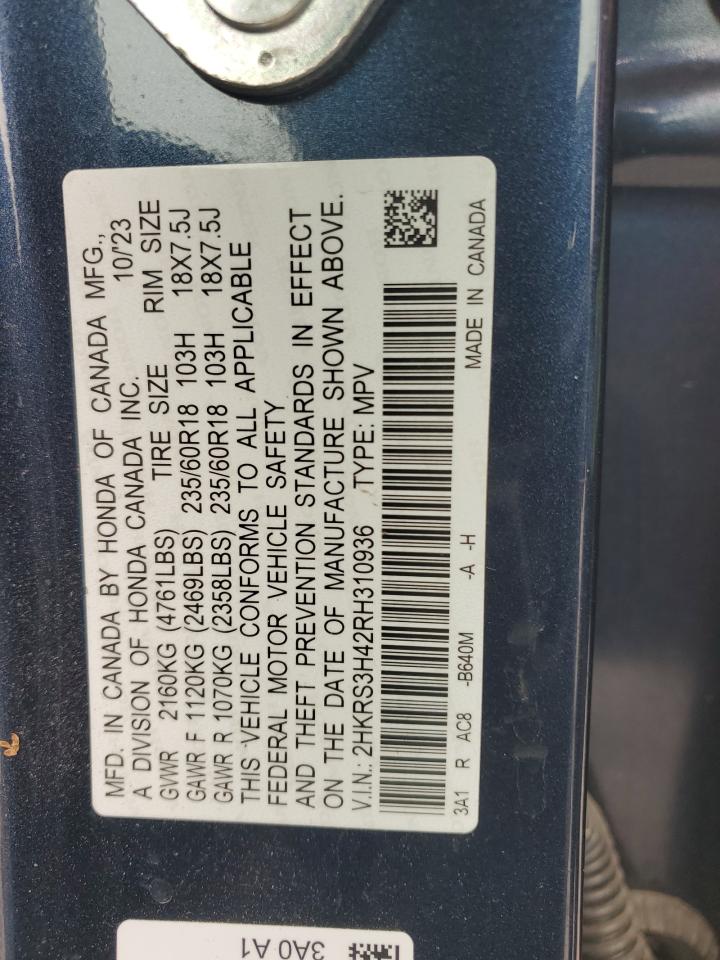 MFD. IN CANADA BY HONDA OF CANADA MFG.,
A DIVISION OF HONDA CANADA INC. 10/'23
GVWR 2160KG (4761LBS) TIRE SIZE RIM SIZE
GAWR F 1120KG (2469LBS) 235/60R18 103H 18X7.5J
GAWR R 1070KG (2358LBS) 235/60R18 103H 18X7.5J
THIS VEHICLE CONFORMS TO ALL APPLICABLE
FEDERAL MOTOR VEHICLE SAFETY
AND THEFT PREVENTION STANDARDS IN EFFECT
ON THE DATE OF MANUFACTURE SHOWN ABOVE.
V.I.N.: 2HKRS3H42RH310936 TYPE: MPV
3A1 R AC8 -B640M -A -H MADE IN CANADA
3A0 A1